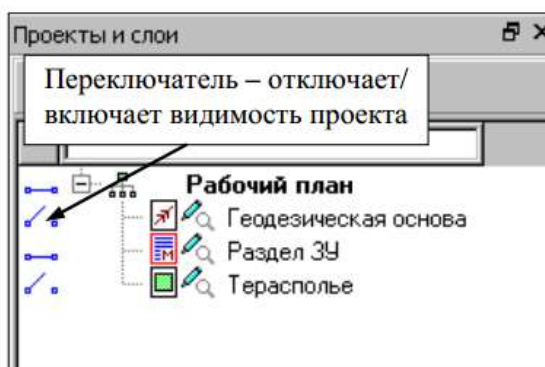 Проекты и слои
Переключатель – отключает/
включает видимость проекта
Рабочий план
Геодезическая основа
М
Раздел ЗУ
Терасполье